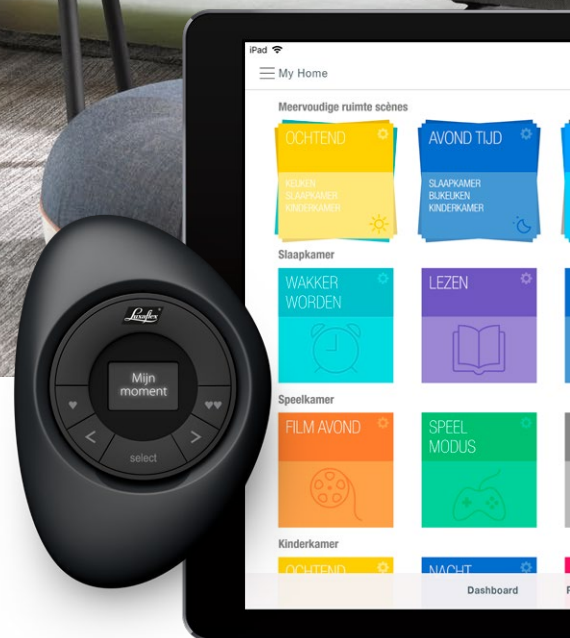 iPad
My Home
Meervoudige ruimte scènes
OCHTEND
KEUKEN
SLAAPKAMER
KINDERKAMER
AVOND TIJD
SLAAPKAMER
BIJKEUKEN
KINDERKAMER
Slaapkamer
WAKKER
WORDEN
LEZEN
Speelkamer
FILM AVOND
SPEEL
MODUS
Kinderkamer
OCHTEND
NACHT
Dashboard
Luxaflex
Mijn
moment
select